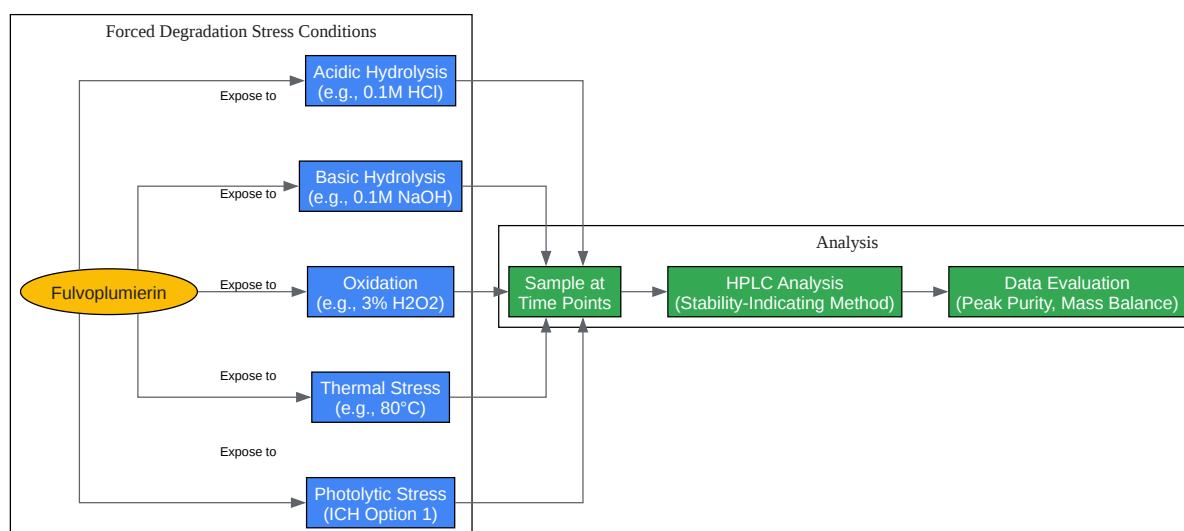 Forced Degradation Stress Conditions
Acidic Hydrolysis
(e.g., 0.1M HCl)
Expose to
Basic Hydrolysis
(e.g., 0.1M NaOH)
Expose to
Analysis
Fulvoplumierin
Expose to
Oxidation
(e.g., 3% H2O2)
Sample at
Time Points
HPLC Analysis
(Stability-Indicating Method)
Data Evaluation
(Peak Purity, Mass Balance)
Expose to
Thermal Stress
(e.g., 80°C)
Expose to
Photolytic Stress
(ICH Option 1)